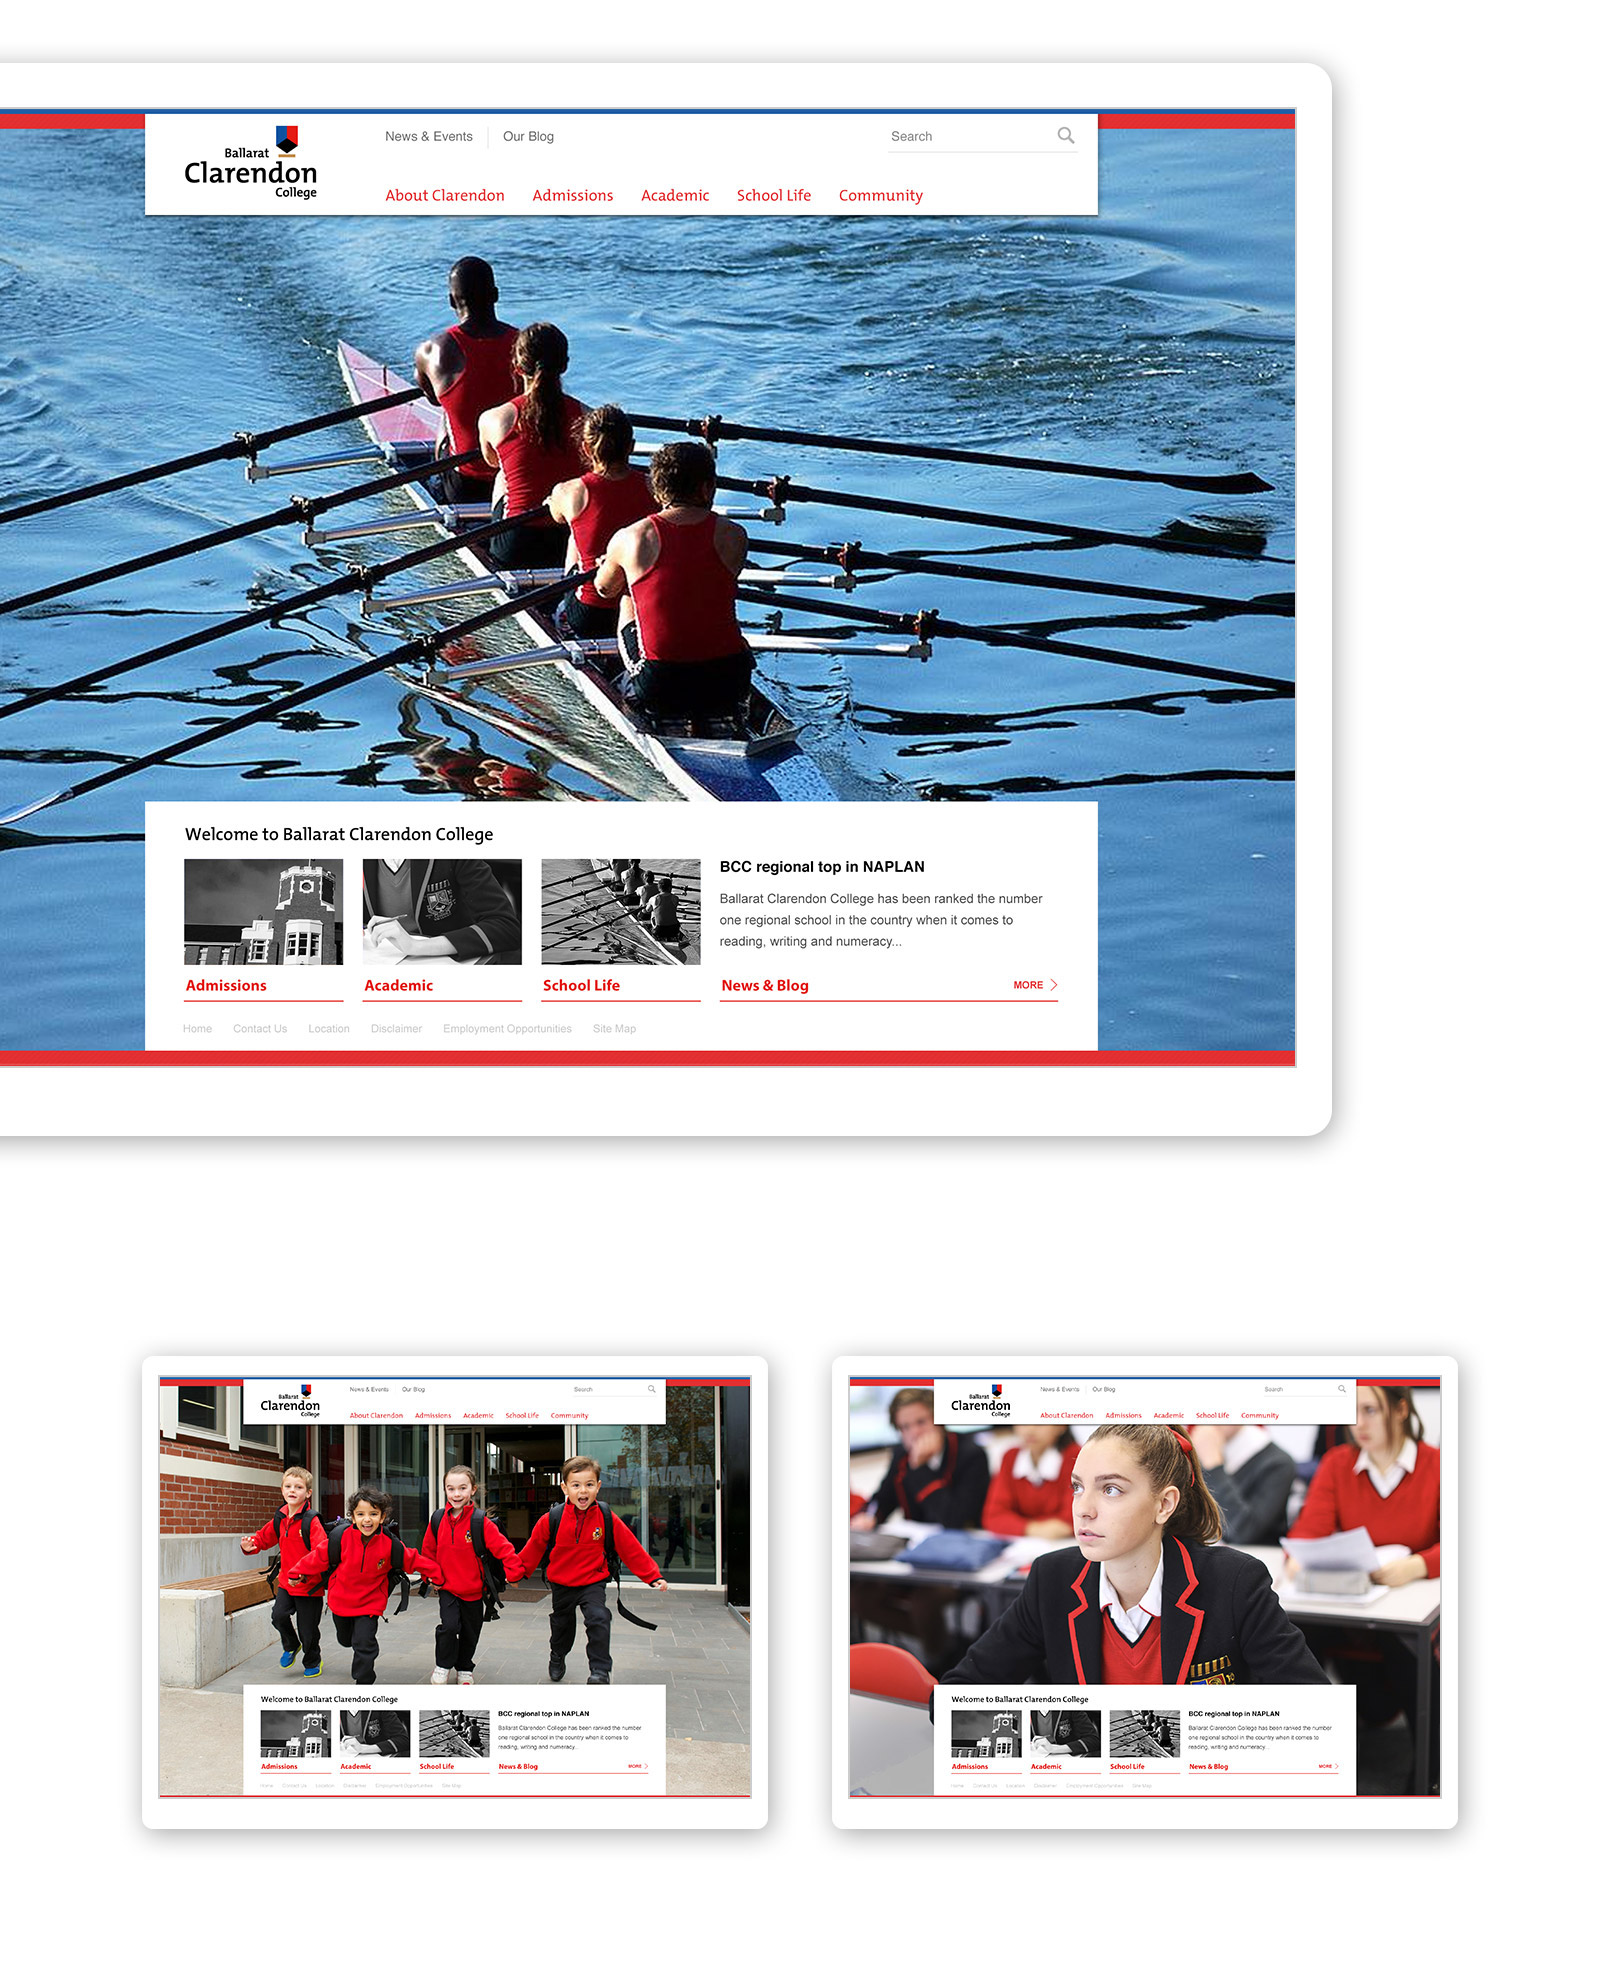 Ballarat
Clarendon
College
News & Events
Our Blog
Search
About Clarendon Admissions Academic School Life Community
Welcome to Ballarat Clarendon College
BCC regional top in NAPLAN
Ballarat Clarendon College has been ranked the number
one regional school in the country when it comes to
reading, writing and numeracy...
Admissions Academic School Life News & Blog MORE
Home Contact Us Location Disclaimer Employment Opportunities Site Map
Ballarat
Clarendon
College
News & Events Our Blog Search
About Clarendon Admissions Academic School Life Community
Welcome to Ballarat Clarendon College
BCC regional top in NAPLAN
Ballarat Clarendon College has been ranked the number
one regional school in the country when it comes to
reading, writing and numeracy...
Admissions Academic School Life News & Blog MORE
Home Contact Us Location Disclaimer Employment Opportunities Site Map
Ballarat
Clarendon
College
News & Events Our Blog Search
About Clarendon Admissions Academic School Life Community
Welcome to Ballarat Clarendon College
BCC regional top in NAPLAN
Ballarat Clarendon College has been ranked the number
one regional school in the country when it comes to
reading, writing and numeracy...
Admissions Academic School Life News & Blog MORE
Home Contact Us Location Disclaimer Employment Opportunities Site Map